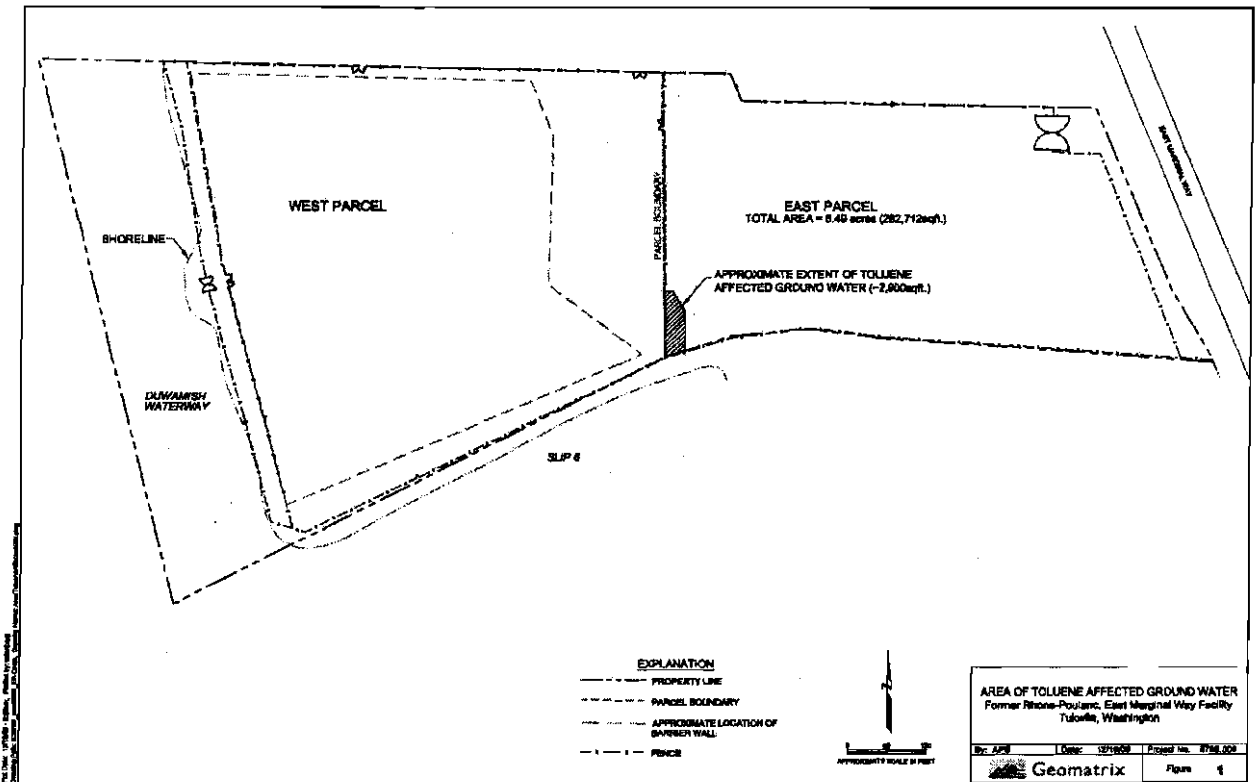 WEST PARCEL
EAST PARCEL
TOTAL AREA = 6.49 acres (282,712sqft.)
PARCEL BOUNDARY
EAST MARGINAL WAY
SHORELINE
APPROXIMATE EXTENT OF TOLUENE
AFFECTED GROUND WATER (~2,900sqft.)
DUWAMISH
WATERWAY
SLIP 6
EXPLANATION
PROPERTY LINE
PARCEL BOUNDARY
APPROXIMATE LOCATION OF
BARRIER WALL
FENCE
APPROXIMATE SCALE IN FEET
AREA OF TOLUENE AFFECTED GROUND WATER
Former Rhone-Poulenc, East Marginal Way Facility
Tukwila, Washington
By: APS
Date:
Project No.
Geomatrix
Figure 1